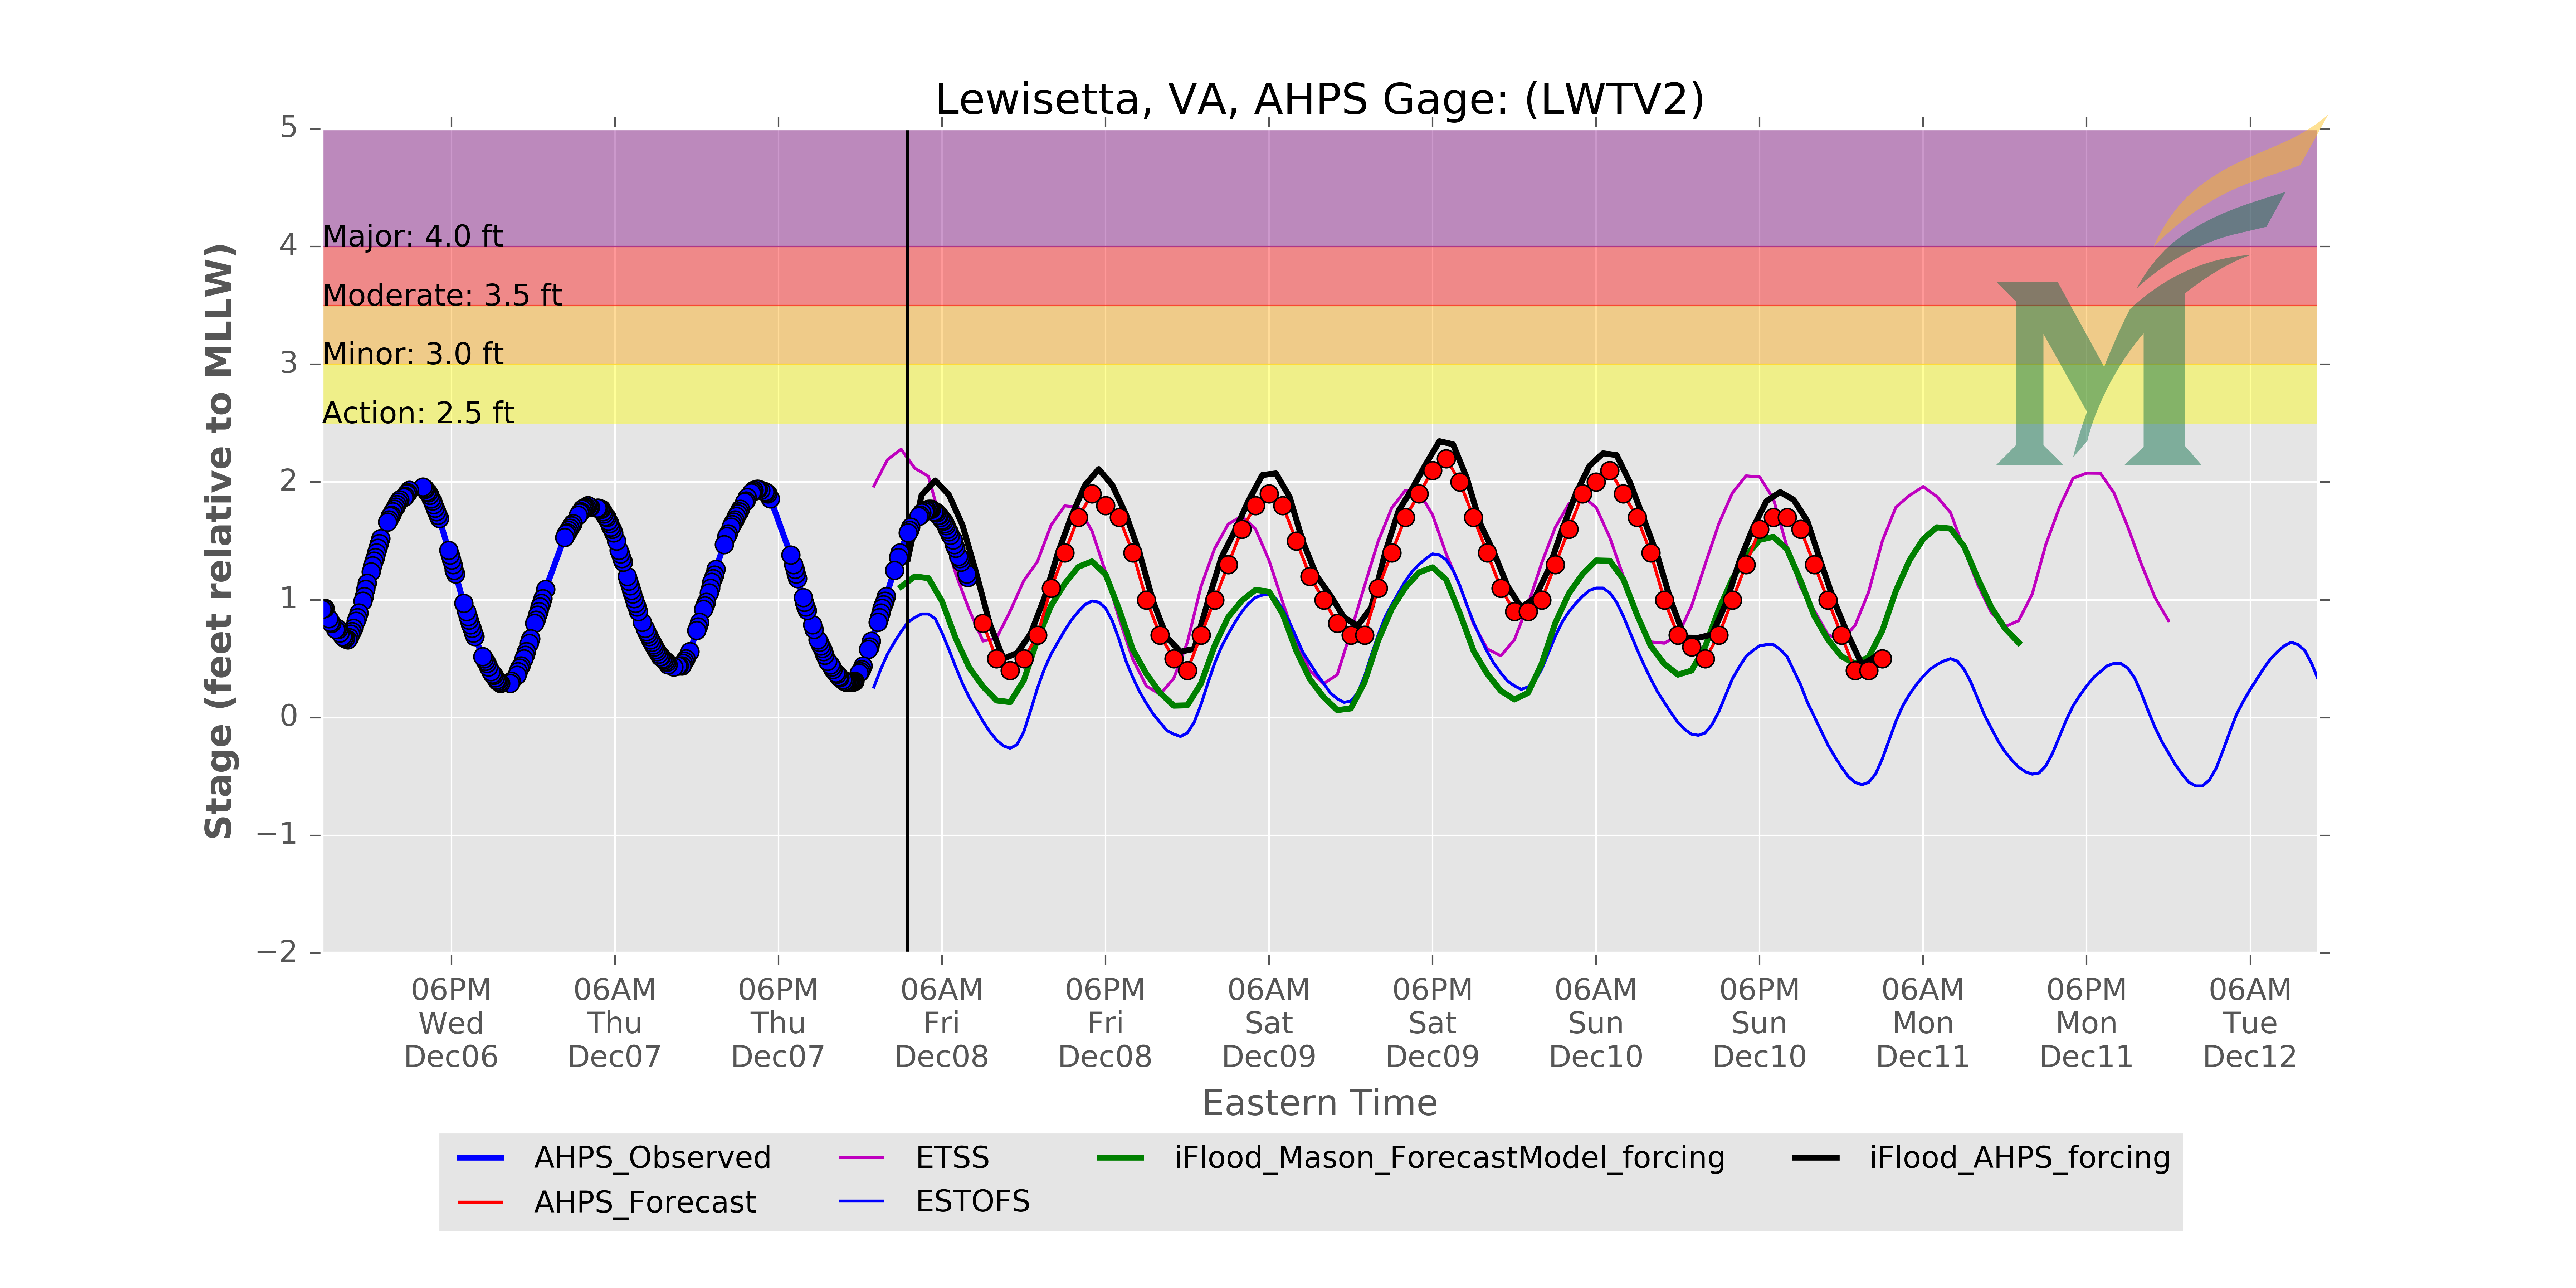 Lewisetta, VA, AHPS Gage: (LWTV2)
5
4
3
2
1
0
−1
−2
Stage (feet relative to MLLW)
Major: 4.0 ft
Moderate: 3.5 ft
Minor: 3.0 ft
Action: 2.5 ft
M
06PM Wed Dec06
06AM Thu Dec07
06PM Thu Dec07
06AM Fri Dec08
06PM Fri Dec08
06AM Sat Dec09
06PM Sat Dec09
06AM Sun Dec10
06PM Sun Dec10
06AM Mon Dec11
06PM Mon Dec11
06AM Tue Dec12
Eastern Time
AHPS_Observed
AHPS_Forecast
ETSS
ESTOFS
iFlood_Mason_ForecastModel_forcing
iFlood_AHPS_forcing